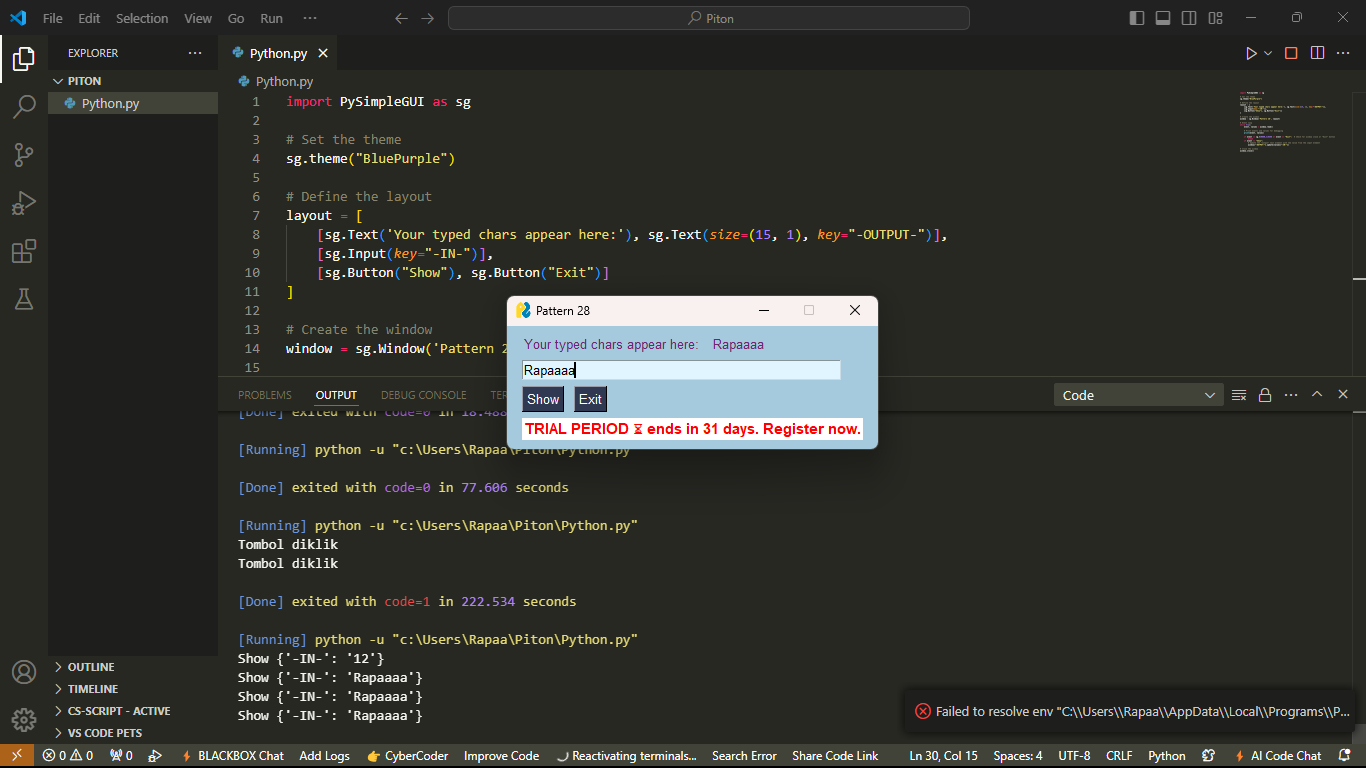 File Edit Selection View Go Run ···
Piton
EXPLORER ···
PITON
Python.py
Python.py
Python.py
1 import PySimpleGUI as sg
2
3 # Set the theme
4 sg.theme("BluePurple")
5
6 # Define the layout
7 layout = [
8 [sg.Text('Your typed chars appear here:'), sg.Text(size=(15, 1), key="-OUTPUT-")],
9 [sg.Input(key="-IN-")],
10 [sg.Button("Show"), sg.Button("Exit")]
11 ]
12
13 # Create the window
14 window = sg.Window('Pattern 2
15
Pattern 28
Your typed chars appear here: Rapaaaa
Rapaaaa
Show Exit
TRIAL PERIOD ⧖ ends in 31 days. Register now.
PROBLEMS OUTPUT DEBUG CONSOLE TER
Code
[Done] exited with code=0 in 18.488
[Running] python -u "c:\Users\Rapaa\Piton\Python.py"
[Done] exited with code=0 in 77.606 seconds
[Running] python -u "c:\Users\Rapaa\Piton\Python.py"
Tombol diklik
Tombol diklik
[Done] exited with code=1 in 222.534 seconds
[Running] python -u "c:\Users\Rapaa\Piton\Python.py"
Show {'-IN-': '12'}
Show {'-IN-': 'Rapaaaa'}
Show {'-IN-': 'Rapaaaa'}
Show {'-IN-': 'Rapaaaa'}
OUTLINE
TIMELINE
CS-SCRIPT - ACTIVE
VS CODE PETS
Failed to resolve env "C:\\Users\\Rapaa\\AppData\\Local\\Programs\\P...
0 0 0 BLACKBOX Chat Add Logs CyberCoder Improve Code Reactivating terminals... Search Error Share Code Link Ln 30, Col 15 Spaces: 4 UTF-8 CRLF Python AI Code Chat